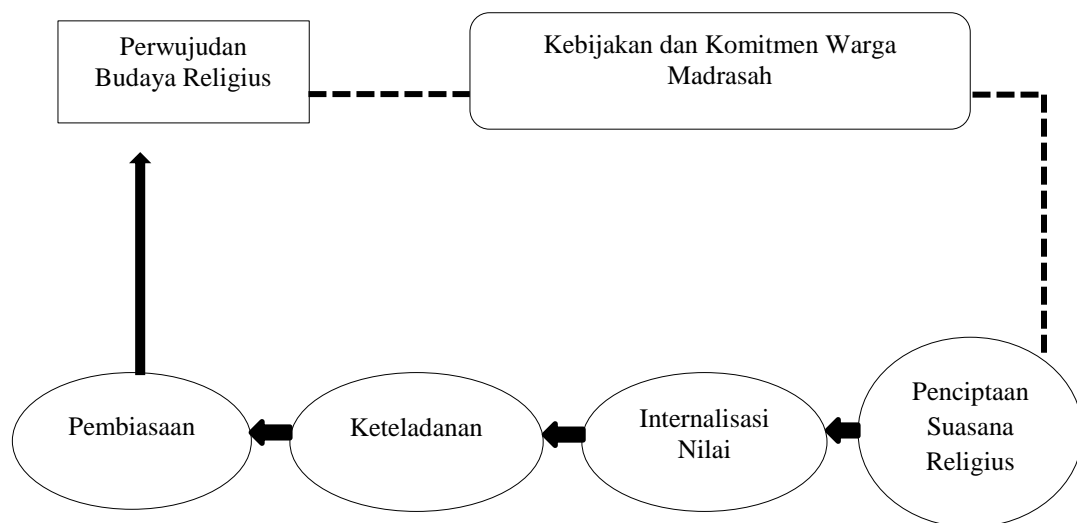 Perwujudan
Budaya Religius
Kebijakan dan Komitmen Warga
Madrasah
Pembiasaan
Keteladanan
Internalisasi
Nilai
Penciptaan
Suasana
Religius